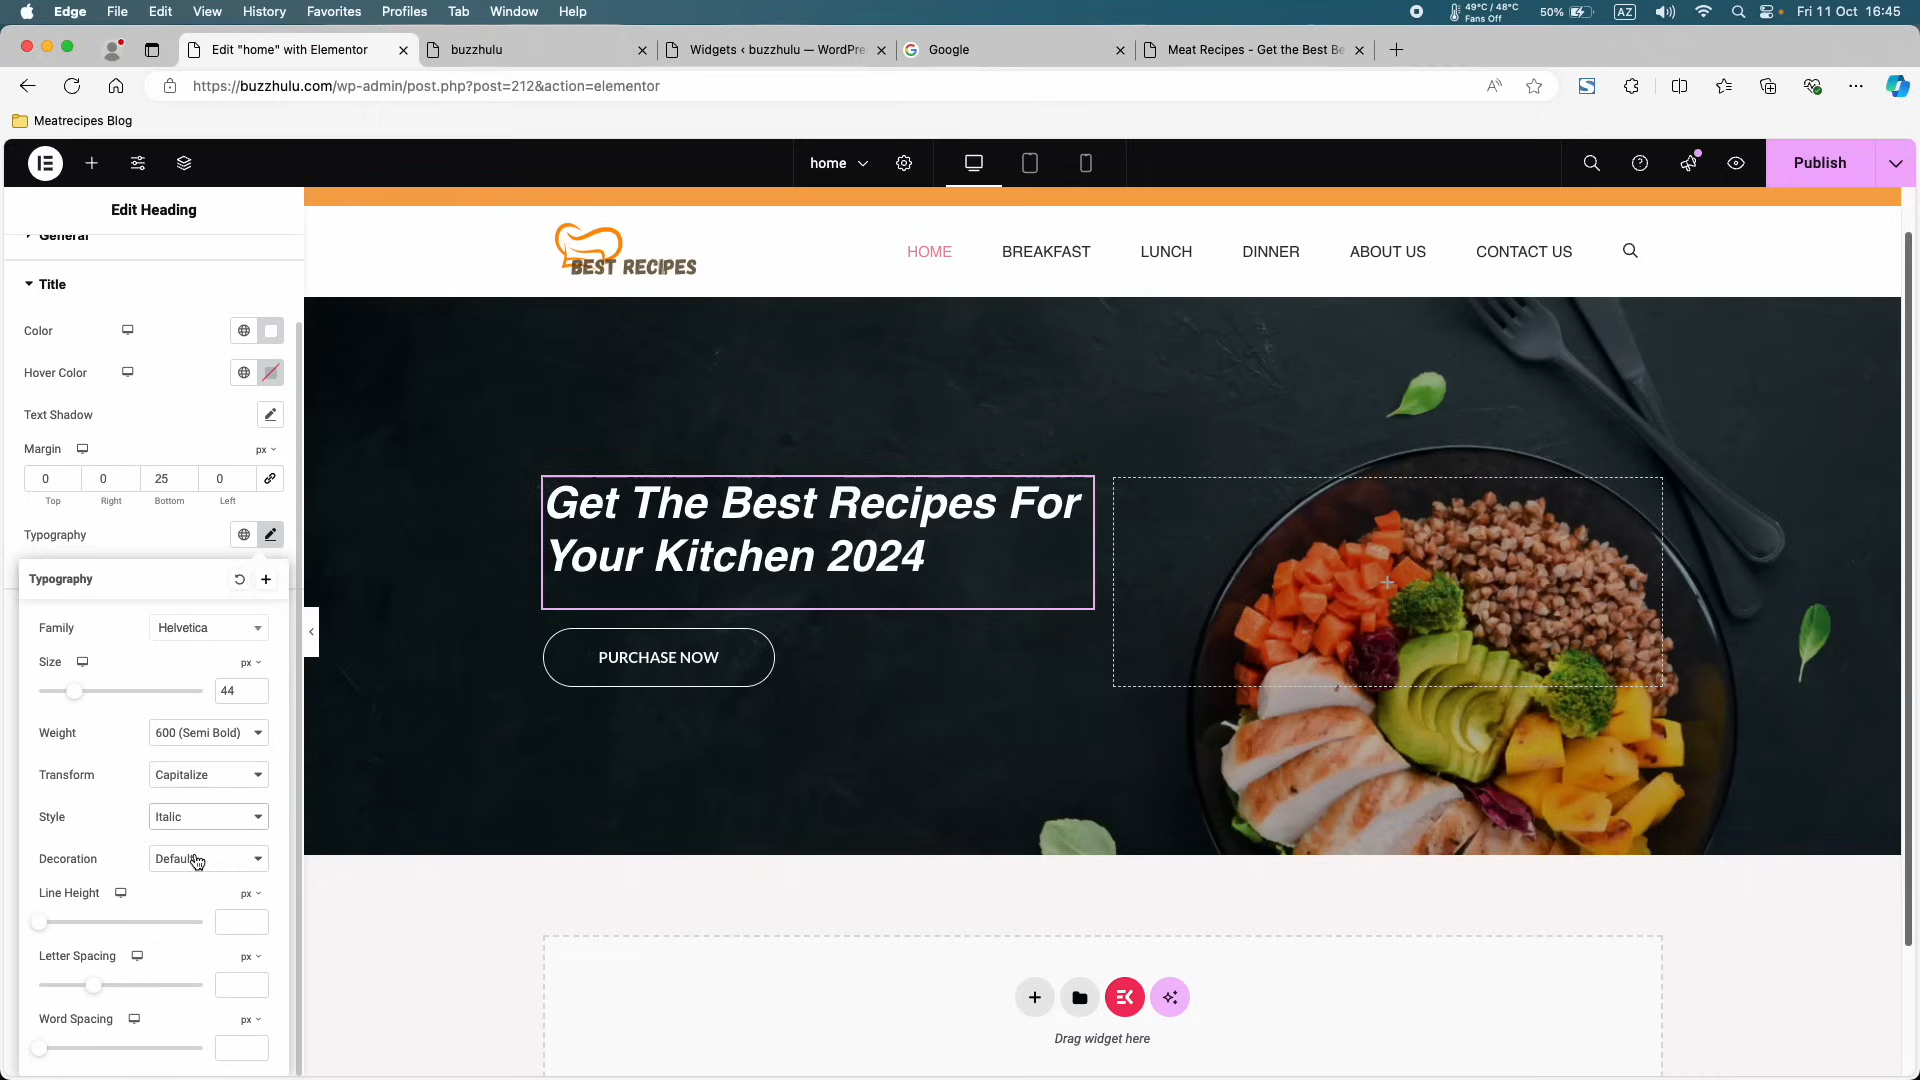 Edge File Edit View History Favorites Profiles Tab Window Help 49°C / 48°C Fans Off 50% AZ Fri 11 Oct 16:45
Edit "home" with Elementor buzzhulu Widgets ‹ buzzhulu — WordPre Google Meat Recipes - Get the Best Be
https://buzzhulu.com/wp-admin/post.php?post=212&action=elementor
Meatrecipes Blog
home Publish
Edit Heading
General
Title
Color
Hover Color
Text Shadow
Margin px
0 0 25 0
Top Right Bottom Left
Typography
Typography
Family Helvetica
Size px
44
Weight 600 (Semi Bold)
Transform Capitalize
Style Italic
Decoration Default
Line Height px
Letter Spacing px
Word Spacing px
BEST RECIPES
HOME BREAKFAST LUNCH DINNER ABOUT US CONTACT US
Get The Best Recipes For
Your Kitchen 2024
PURCHASE NOW
Drag widget here